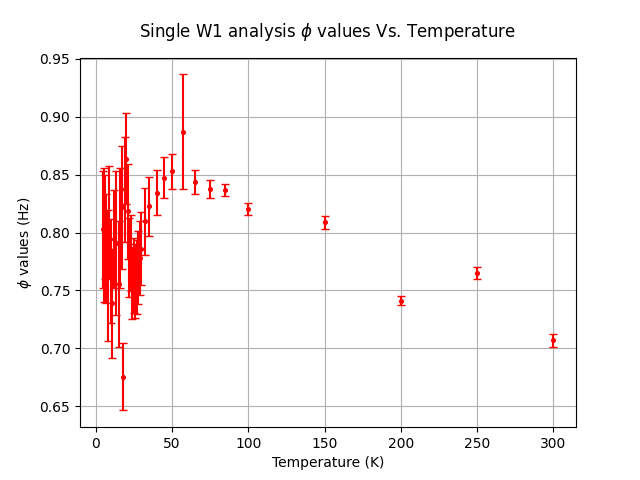 Single W1 analysis ϕ values Vs. Temperature
0.95
0.90
0.85
0.80
0.75
0.70
0.65
ϕ values (Hz)
0 50 100 150 200 250 300
Temperature (K)